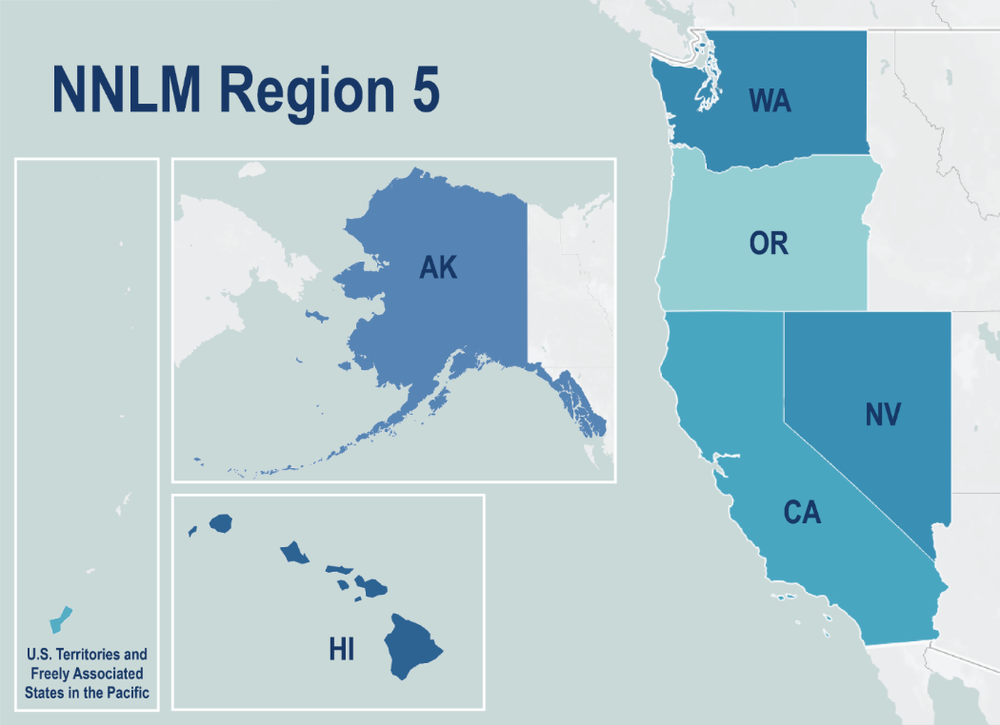 NNLM Region 5
WA
OR
AK
NV
CA
HI
U.S. Territories and
Freely Associated
States in the Pacific